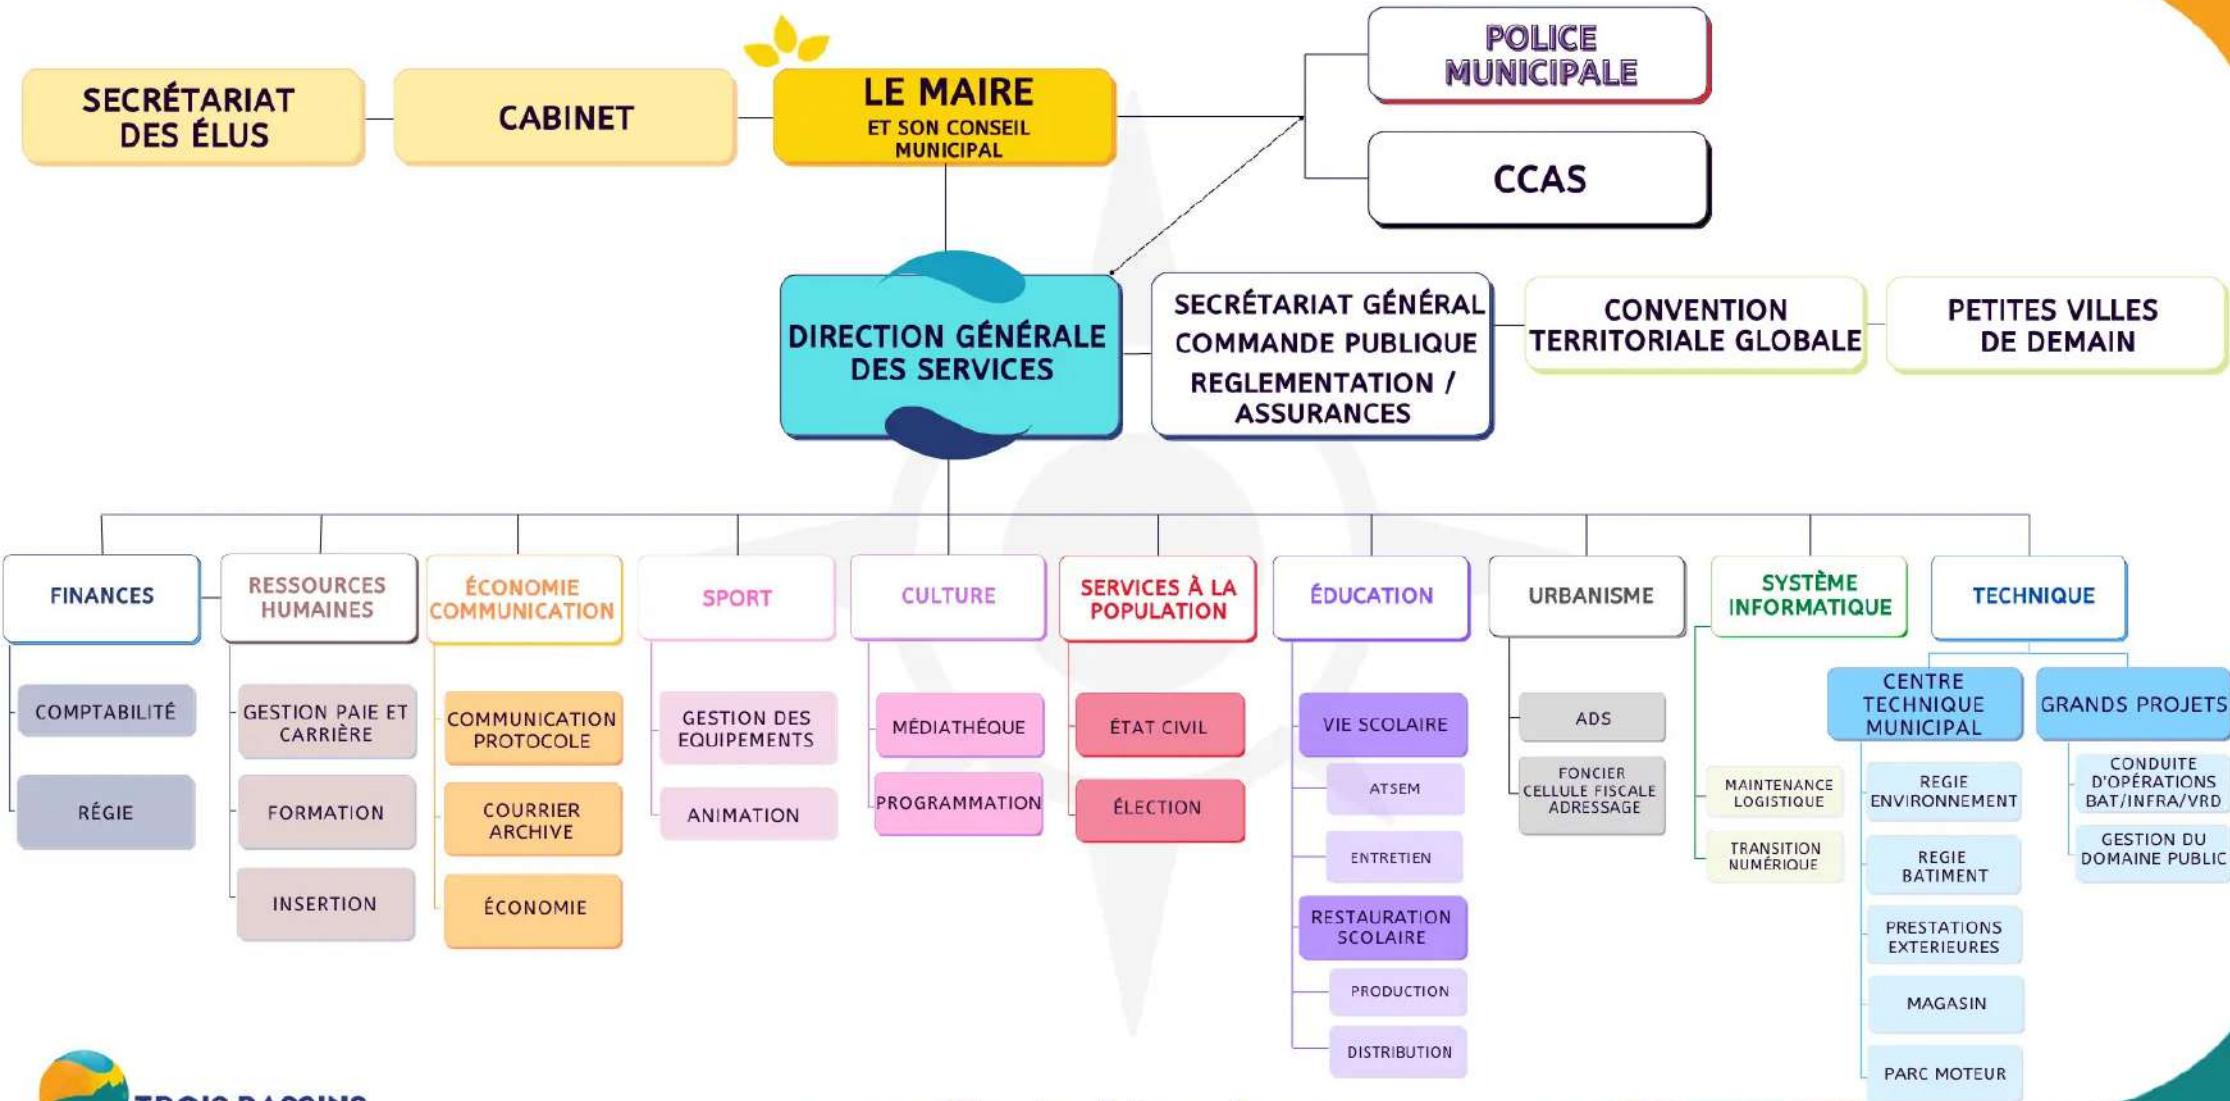 POLICE
MUNICIPALE
SECRÉTARIAT
DES ÉLUS
CABINET
LE MAIRE
ET SON CONSEIL
MUNICIPAL
CCAS
DIRECTION GÉNÉRALE
DES SERVICES
SECRÉTARIAT GÉNÉRAL
COMMANDE PUBLIQUE
REGLEMENTATION /
ASSURANCES
CONVENTION
TERRITORIALE GLOBALE
PETITES VILLES
DE DEMAIN
FINANCES
COMPTABILITÉ
RÉGIE
RESSOURCES
HUMAINES
GESTION PAIE ET
CARRIÈRE
FORMATION
INSERTION
ÉCONOMIE
COMMUNICATION
COMMUNICATION
PROTOCOLE
COURRIER
ARCHIVE
ÉCONOMIE
SPORT
GESTION DES
EQUIPEMENTS
ANIMATION
CULTURE
MÉDIATHÉQUE
PROGRAMMATION
SERVICES À LA
POPULATION
ÉTAT CIVIL
ÉLECTION
ÉDUCATION
VIE SCOLAIRE
ATSEM
ENTRETIEN
RESTAURATION
SCOLAIRE
PRODUCTION
DISTRIBUTION
URBANISME
ADS
FONCIER
CELLULE FISCALE
ADRESSAGE
SYSTÈME
INFORMATIQUE
MAINTENANCE
LOGISTIQUE
TRANSITION
NUMÉRIQUE
TECHNIQUE
CENTRE
TECHNIQUE
MUNICIPAL
REGIE
ENVIRONNEMENT
REGIE
BATIMENT
PRESTATIONS
EXTERIEURES
MAGASIN
PARC MOTEUR
GRANDS PROJETS
CONDUITE
D'OPÉRATIONS
BAT/INFRA/VRD
GESTION DU
DOMAINE PUBLIC
TROIS BASSINS